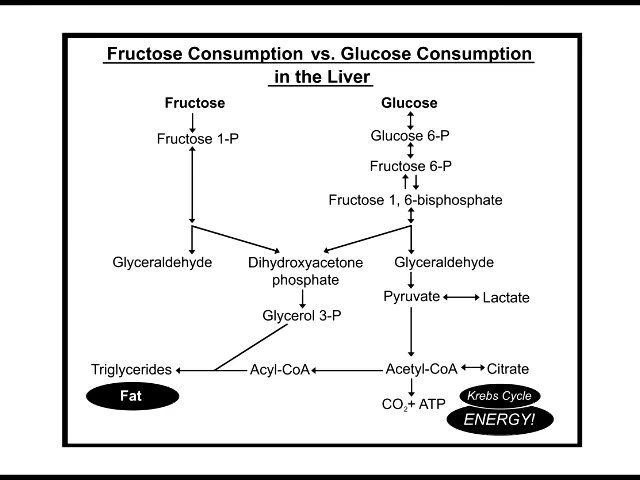 Fructose Consumption vs. Glucose Consumption
in the Liver
Fructose
Glucose
Fructose 1-P
Glucose 6-P
Fructose 6-P
Fructose 1, 6-bisphosphate
Glyceraldehyde
Dihydroxyacetone
phosphate
Glyceraldehyde
Pyruvate
Lactate
Glycerol 3-P
Triglycerides
Acyl-CoA
Acetyl-CoA
Citrate
Fat
CO2+ ATP
Krebs Cycle
ENERGY!